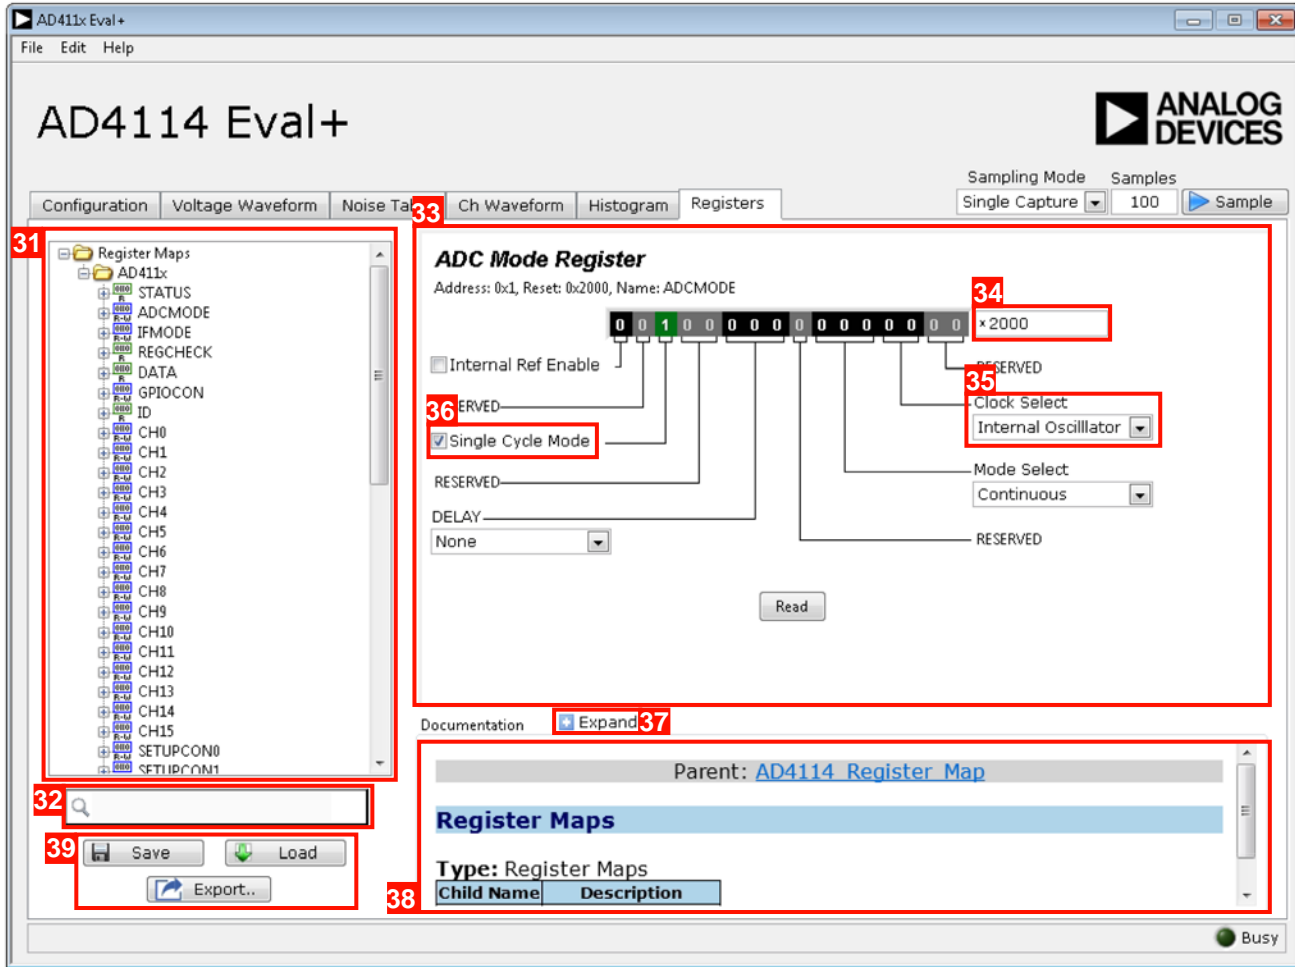 AD411x Eval+
File Edit Help
AD4114 Eval+
ANALOG
DEVICES
Sampling Mode Samples
Configuration Voltage Waveform Noise Ta Ch Waveform Histogram Registers Single Capture 100 Sample
33
31
Register Maps
AD411x
STATUS
ADCMODE
IFMODE
REGCHECK
DATA
GPIOCON
ID
CH0
CH1
CH2
CH3
CH4
CH5
CH6
CH7
CH8
CH9
CH10
CH11
CH12
CH13
CH14
CH15
SETUPCON0
SETUPCON1
32
39
Save Load
Export..
ADC Mode Register
Address: 0x1, Reset: 0x2000, Name: ADCMODE
34
0 0 1 0 0 0 0 0 0 0 0 0 0 0 0 0 × 2000
Internal Ref Enable RESERVED
35
36 ERVED Clock Select
Single Cycle Mode Internal Oscilllator
RESERVED Mode Select
Continuous
DELAY
None RESERVED
Read
Documentation Expand 37
Parent: AD4114 Register Map
Register Maps
Type: Register Maps
38 Child Name Description
Busy